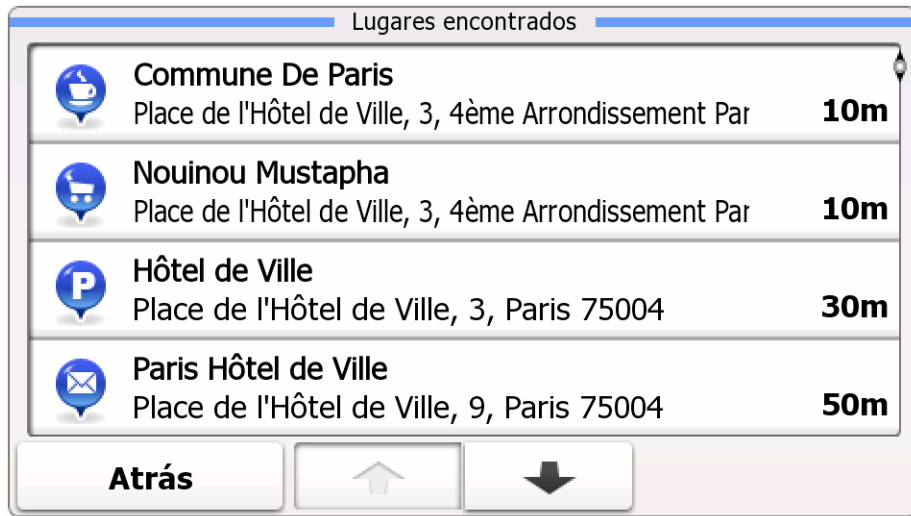 Lugares encontrados
Commune De Paris
Place de l'Hôtel de Ville, 3, 4ème Arrondissement Par
10m
Nouinou Mustapha
Place de l'Hôtel de Ville, 3, 4ème Arrondissement Par
10m
Hôtel de Ville
Place de l'Hôtel de Ville, 3, Paris 75004
30m
Paris Hôtel de Ville
Place de l'Hôtel de Ville, 9, Paris 75004
50m
Atrás